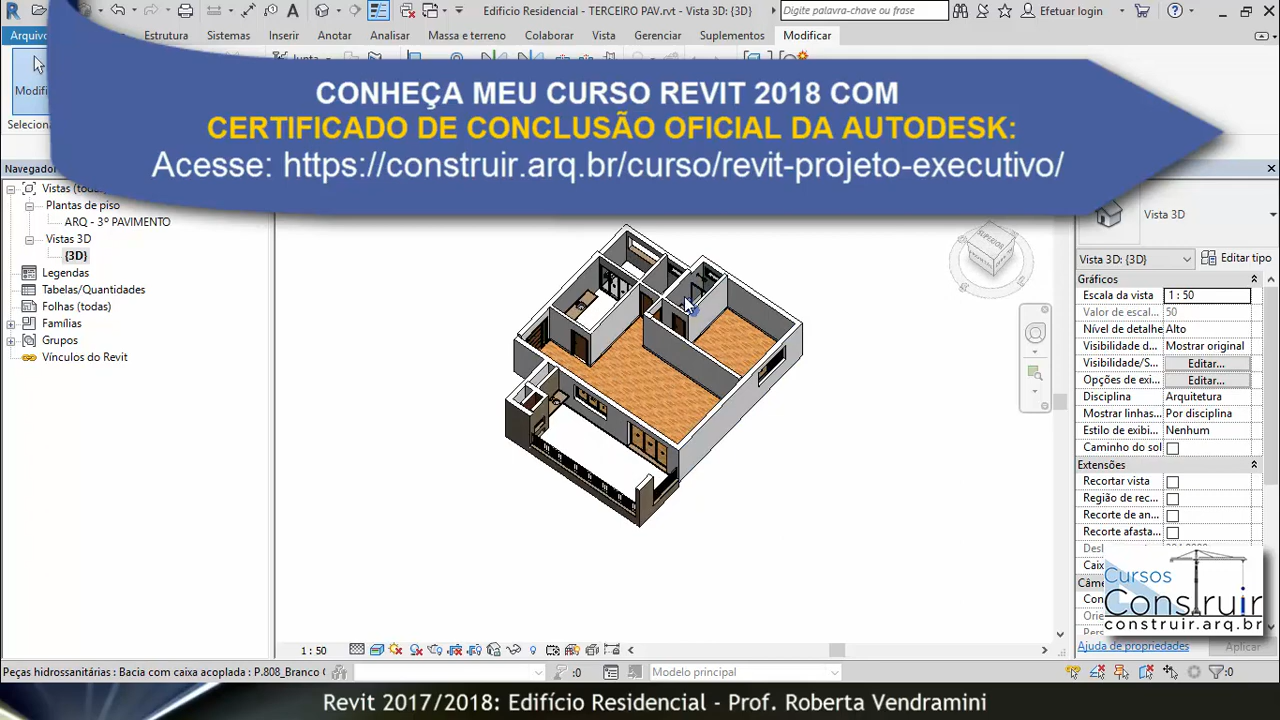 Edificio Residencial - TERCEIRO PAV.rvt - Vista 3D: {3D}
Digite palavra-chave ou frase
Efetuar login
Arquivo
Estrutura
Sistemas
Inserir
Anotar
Analisar
Massa e terreno
Colaborar
Vista
Gerenciar
Suplementos
Modificar
CONHEÇA MEU CURSO REVIT 2018 COM
CERTIFICADO DE CONCLUSÃO OFICIAL DA AUTODESK:
Acesse: https://construir.arq.br/curso/revit-projeto-executivo/
Vistas (toda
Plantas de piso
ARQ - 3º PAVIMENTO
Vistas 3D
{3D}
Legendas
Tabelas/Quantidades
Folhas (todas)
Famílias
Grupos
Vínculos do Revit
SUPERIOR
Vista 3D
Vista 3D: {3D}
Editar tipo
Gráficos
Escala da vista 1 : 50
Valor de escala... 50
Nível de detalhe Alto
Visibilidade d... Mostrar original
Visibilidade/S... Editar...
Opções de exi... Editar...
Disciplina Arquitetura
Mostrar linhas... Por disciplina
Estilo de exibi... Nenhum
Caminho do sol
Extensões
Recortar vista
Região de rec...
Recorte de an...
Recorte afasta...
Cursos
Construir
construir.arq.br
Ajuda de propriedades
Aplicar
1 : 50
Peças hidrossanitárias : Bacia com caixa acoplada : P.808_Branco (
:0
Modelo principal
:0
Revit 2017/2018: Edifício Residencial - Prof. Roberta Vendramini